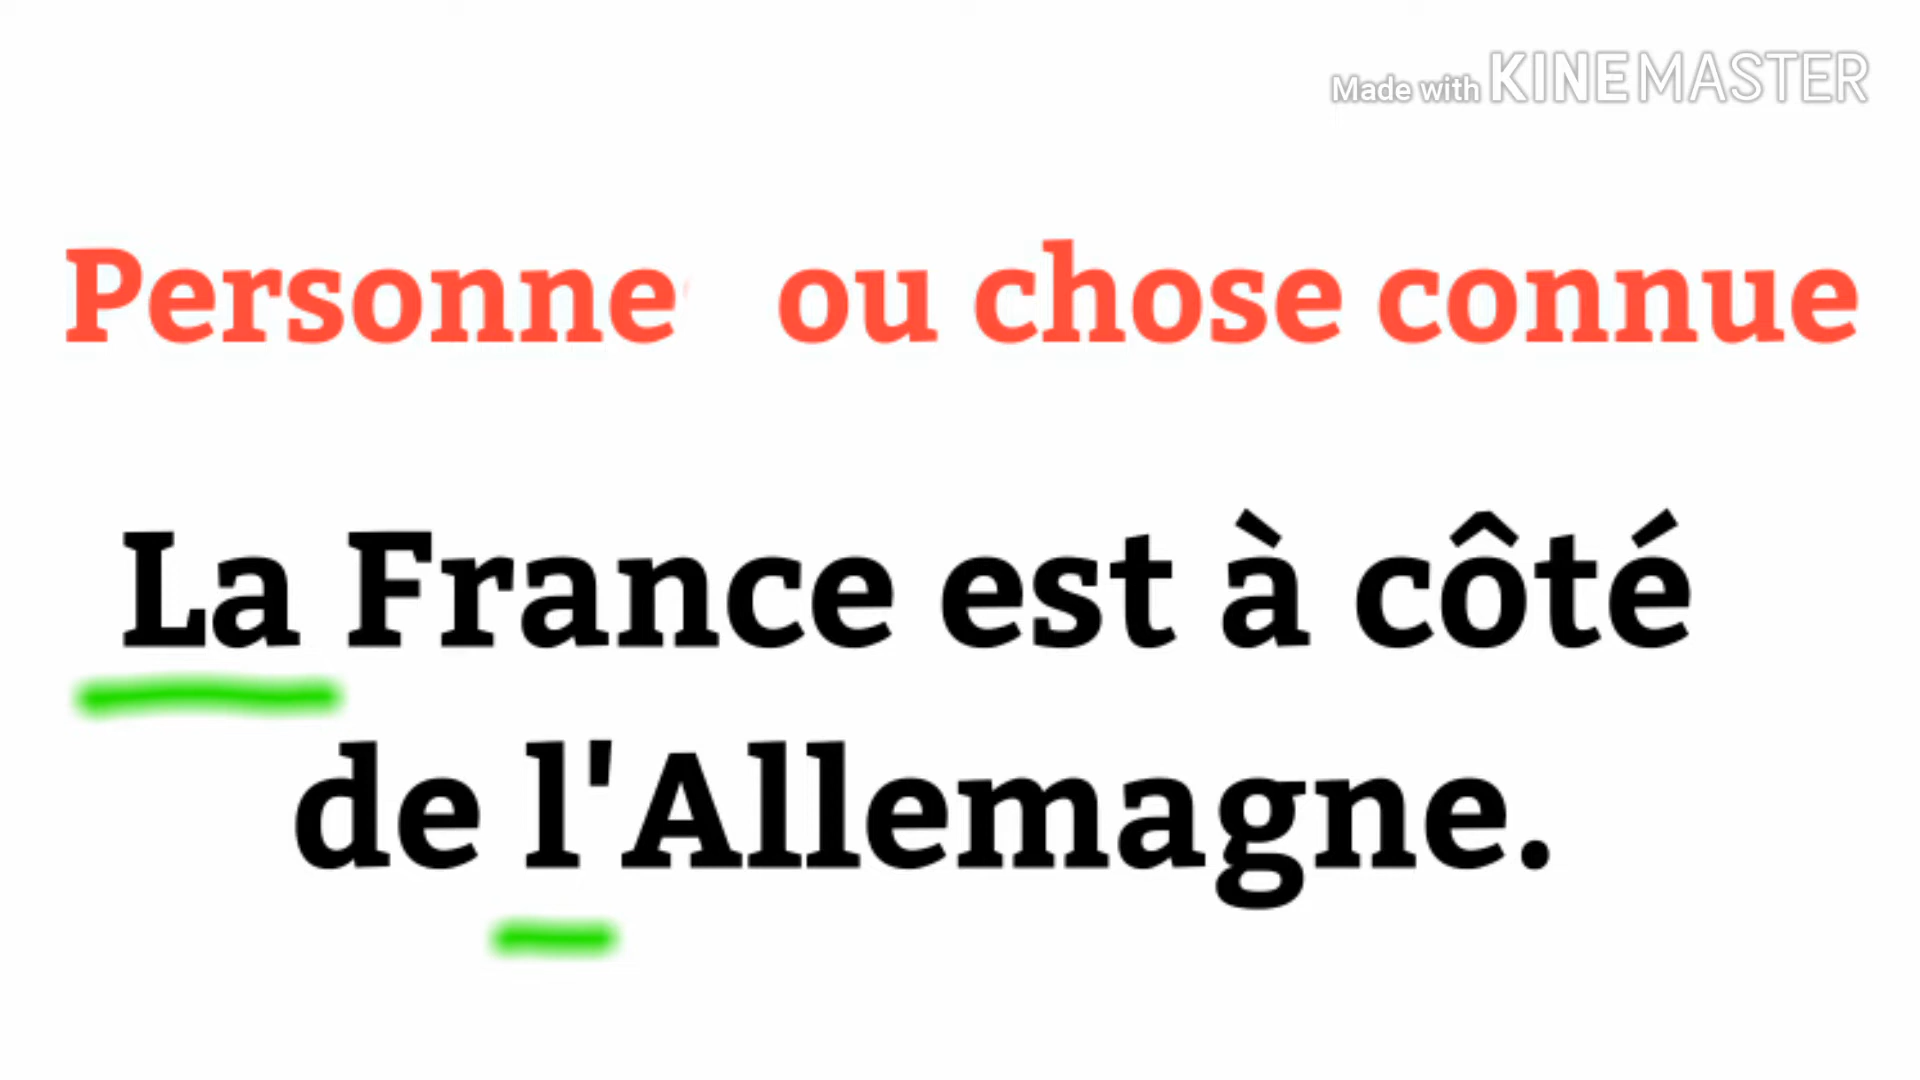 Made with KINEMASTER
Personne ou chose connue
La France est à côté
de l'Allemagne.